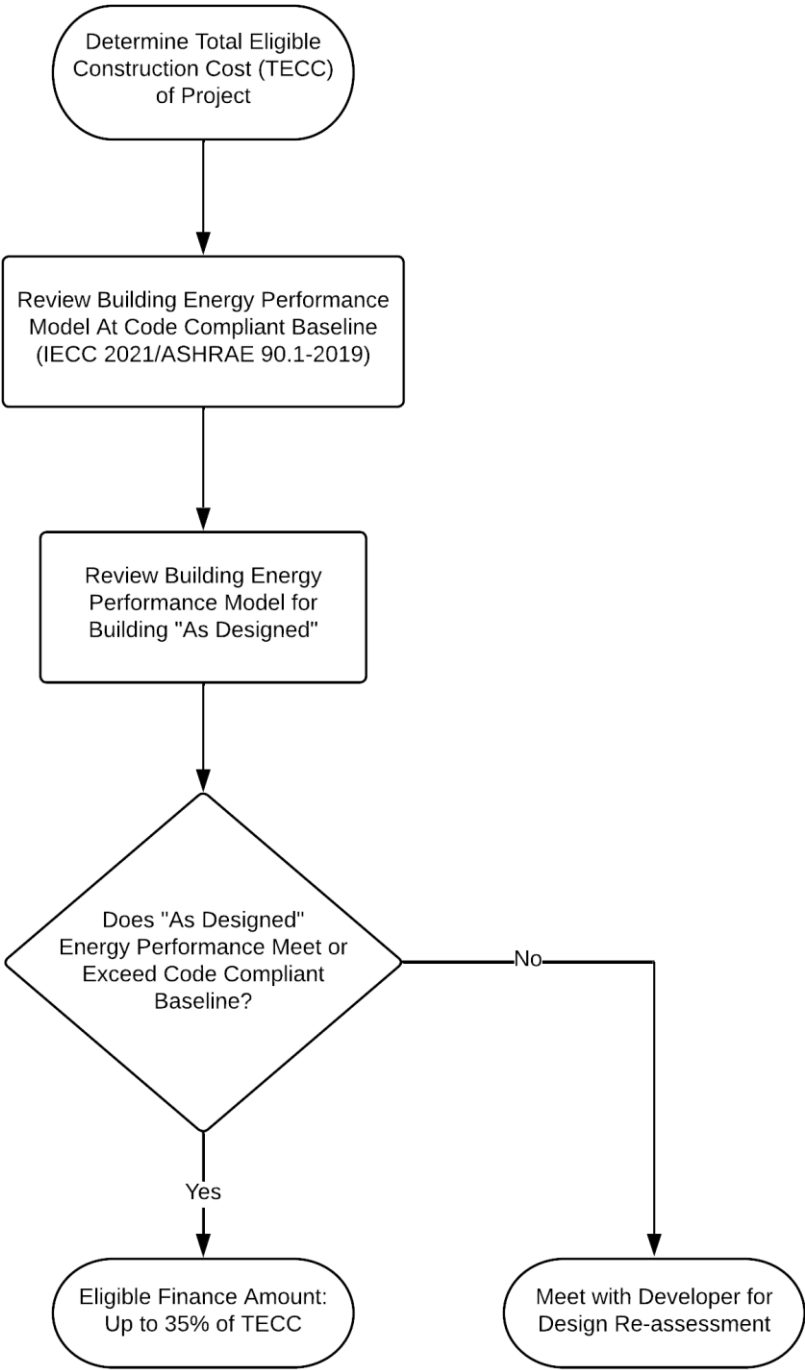 Determine Total Eligible
Construction Cost (TECC)
of Project
Review Building Energy Performance
Model At Code Compliant Baseline
(IECC 2021/ASHRAE 90.1-2019)
Review Building Energy
Performance Model for
Building "As Designed"
Does "As Designed"
Energy Performance Meet or
Exceed Code Compliant
Baseline?
No
Yes
Eligible Finance Amount:
Up to 35% of TECC
Meet with Developer for
Design Re-assessment